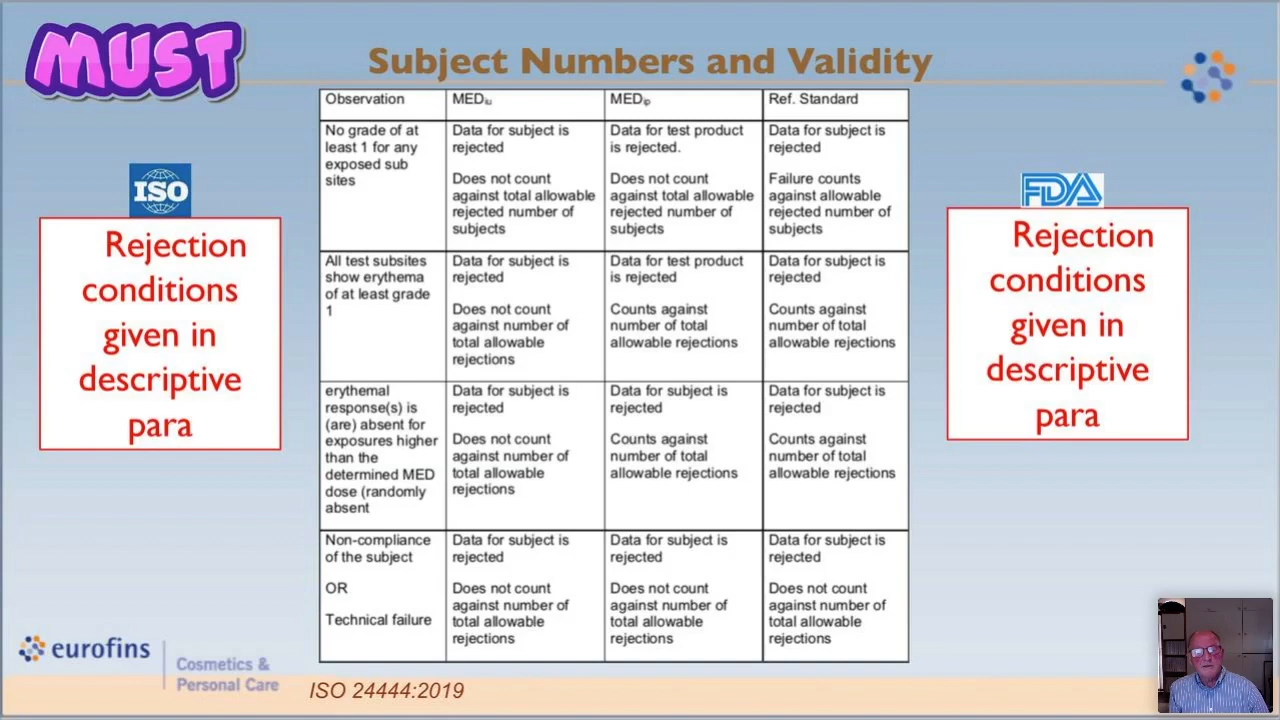 MUST
Subject Numbers and Validity
ISO
Rejection
conditions
given in
descriptive
para
Observation
MEDiu
MEDip
Ref. Standard
No grade of at
least 1 for any
exposed sub
sites
Data for subject is
rejected
Does not count
against total allowable
rejected number of
subjects
Data for test product
is rejected.
Does not count
against total allowable
rejected number of
subjects
Data for subject is
rejected
Failure counts
against allowable
rejected number of
subjects
All test subsites
show erythema
of at least grade
1
Data for subject is
rejected
Does not count
against number of
total allowable
rejections
Data for test product
is rejected
Counts against
number of total
allowable rejections
Data for subject is
rejected
Counts against
number of total
allowable rejections
erythemal
response(s) is
(are) absent for
exposures higher
than the
determined MED
dose (randomly
absent
Data for subject is
rejected
Does not count
against number of
total allowable
rejections
Data for subject is
rejected
Counts against
number of total
allowable rejections
Data for subject is
rejected
Counts against
number of total
allowable rejections
Non-compliance
of the subject
OR
Technical failure
Data for subject is
rejected
Does not count
against number of
total allowable
rejections
Data for subject is
rejected
Does not count
against number of
total allowable
rejections
Data for subject is
rejected
Does not count
against number of
total allowable
rejections
FDA
Rejection
conditions
given in
descriptive
para
eurofins
Cosmetics &
Personal Care
ISO 24444:2019